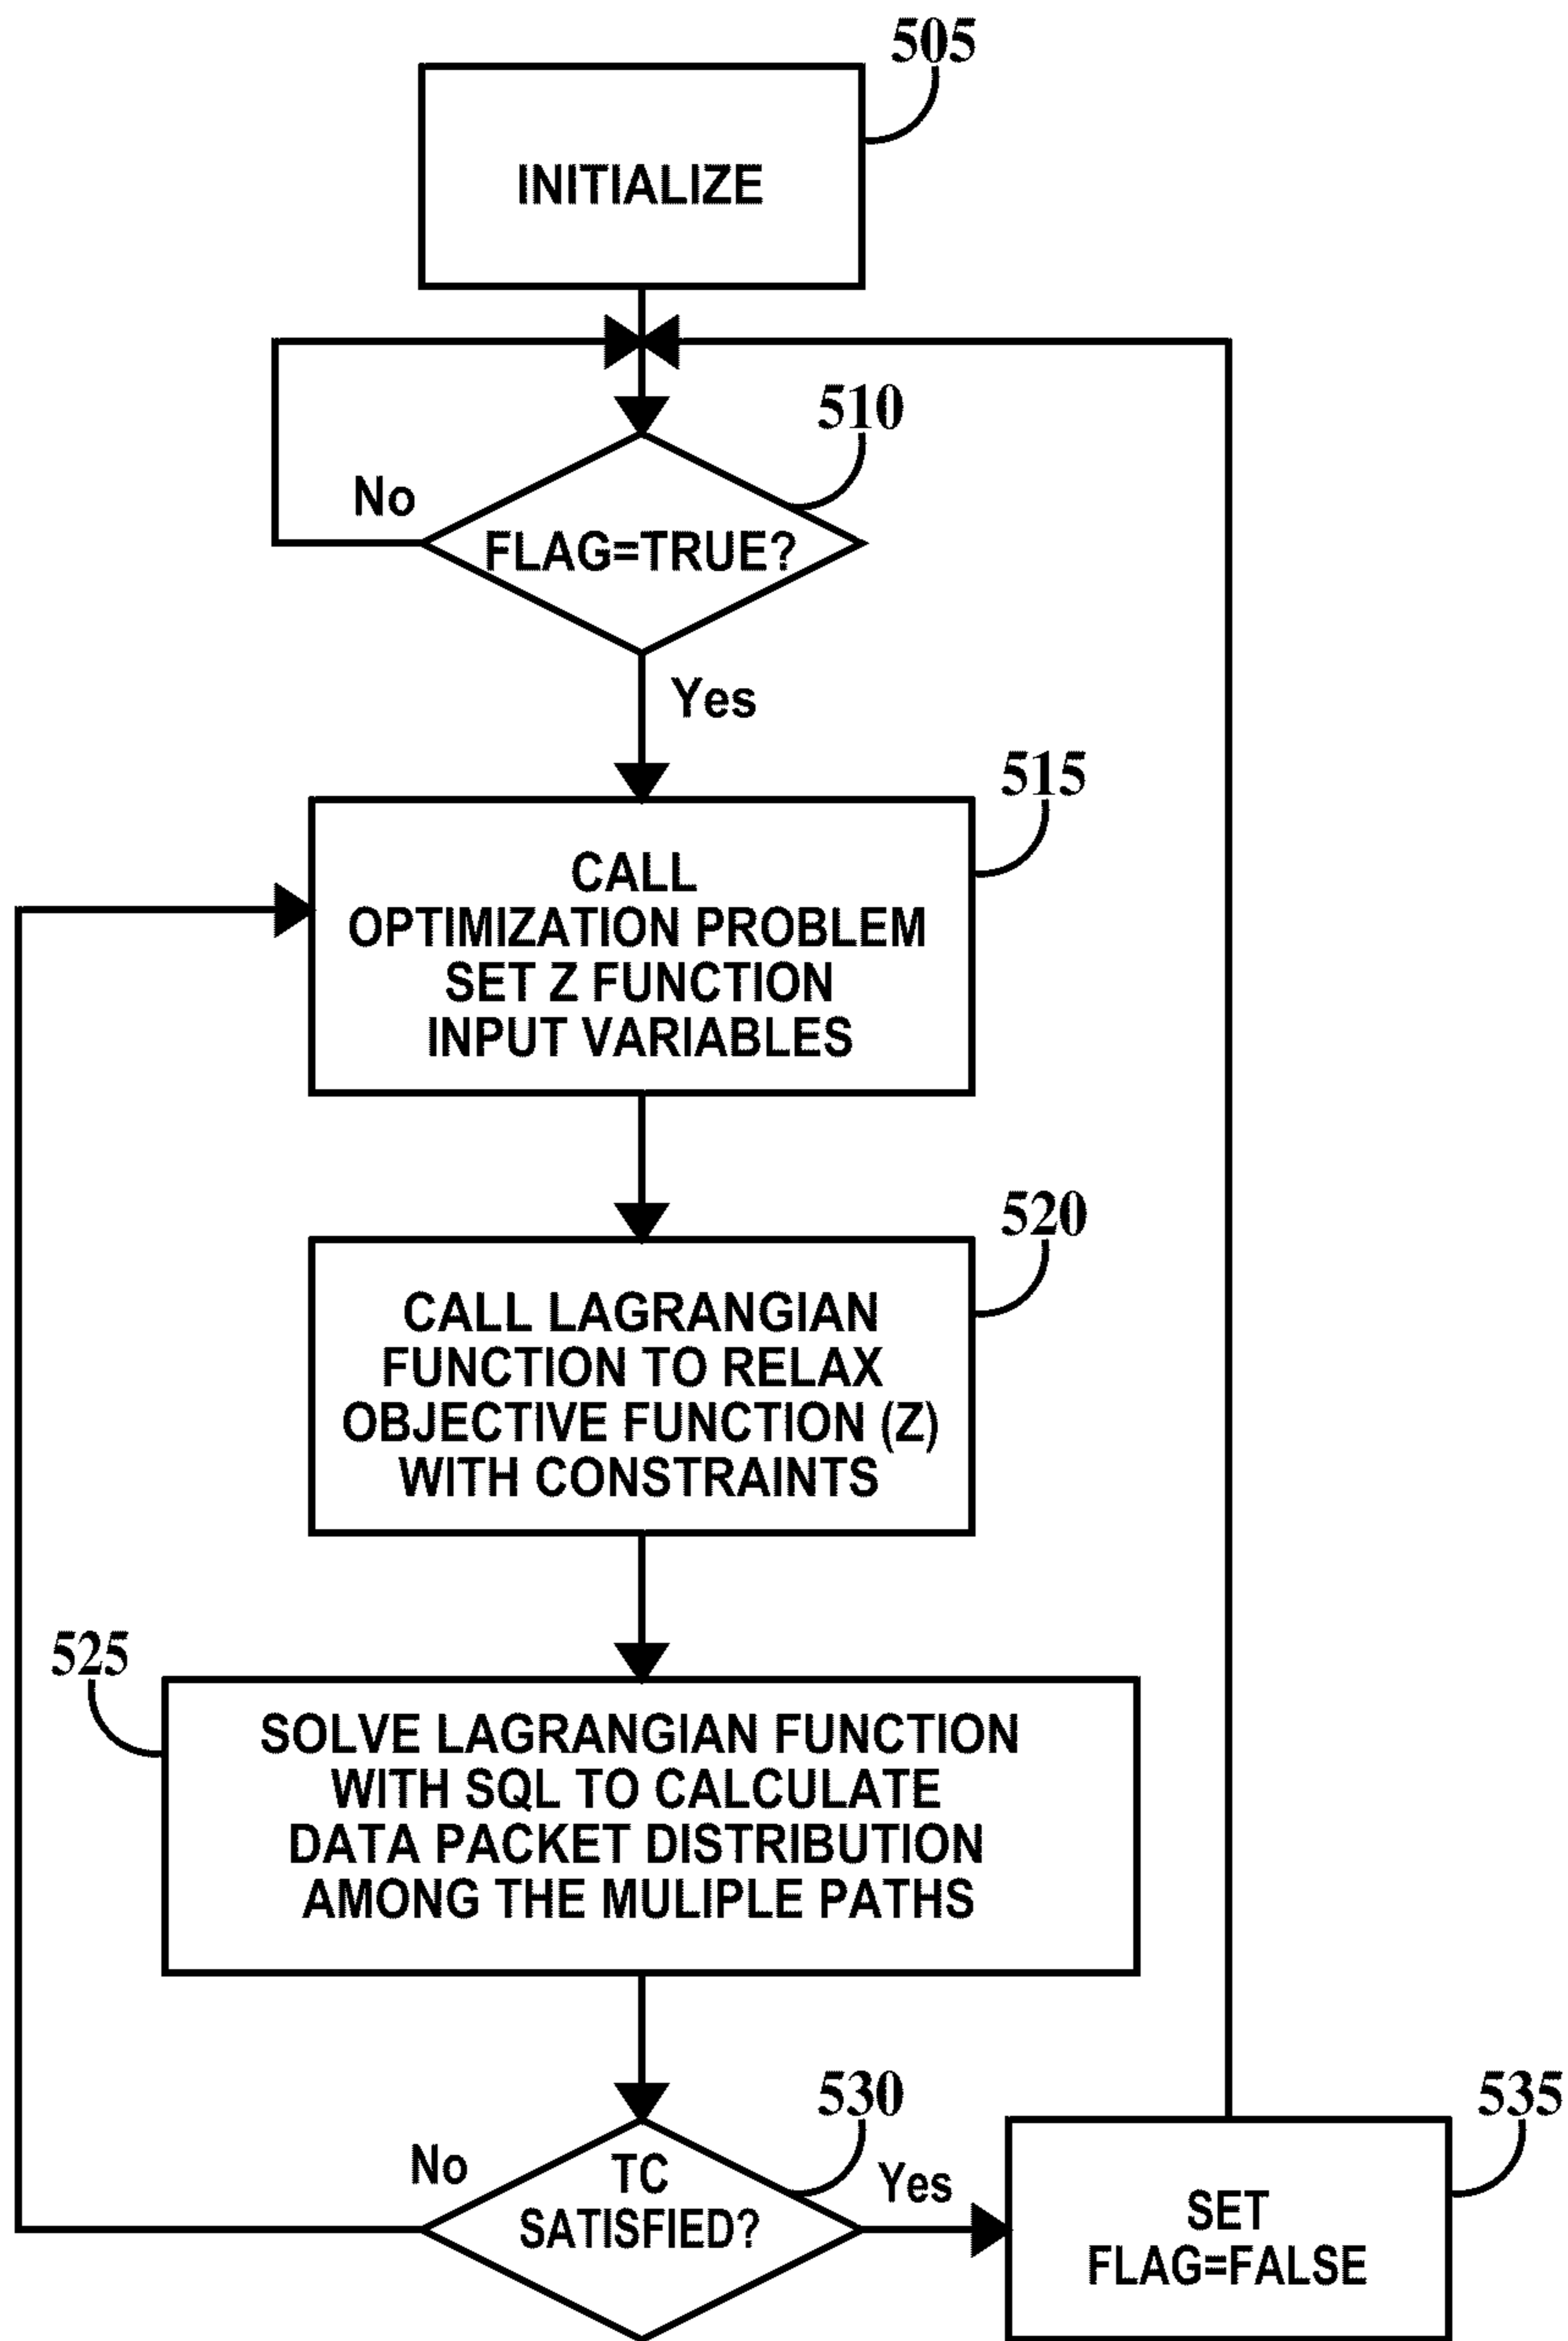 505
INITIALIZE
510
No
FLAG=TRUE?
Yes
515
CALL
OPTIMIZATION PROBLEM
SET Z FUNCTION
INPUT VARIABLES
520
CALL LAGRANGIAN
FUNCTION TO RELAX
OBJECTIVE FUNCTION (Z)
WITH CONSTRAINTS
525
SOLVE LAGRANGIAN FUNCTION
WITH SQL TO CALCULATE
DATA PACKET DISTRIBUTION
AMONG THE MULIPLE PATHS
530
No
TC
SATISFIED?
Yes
535
SET
FLAG=FALSE